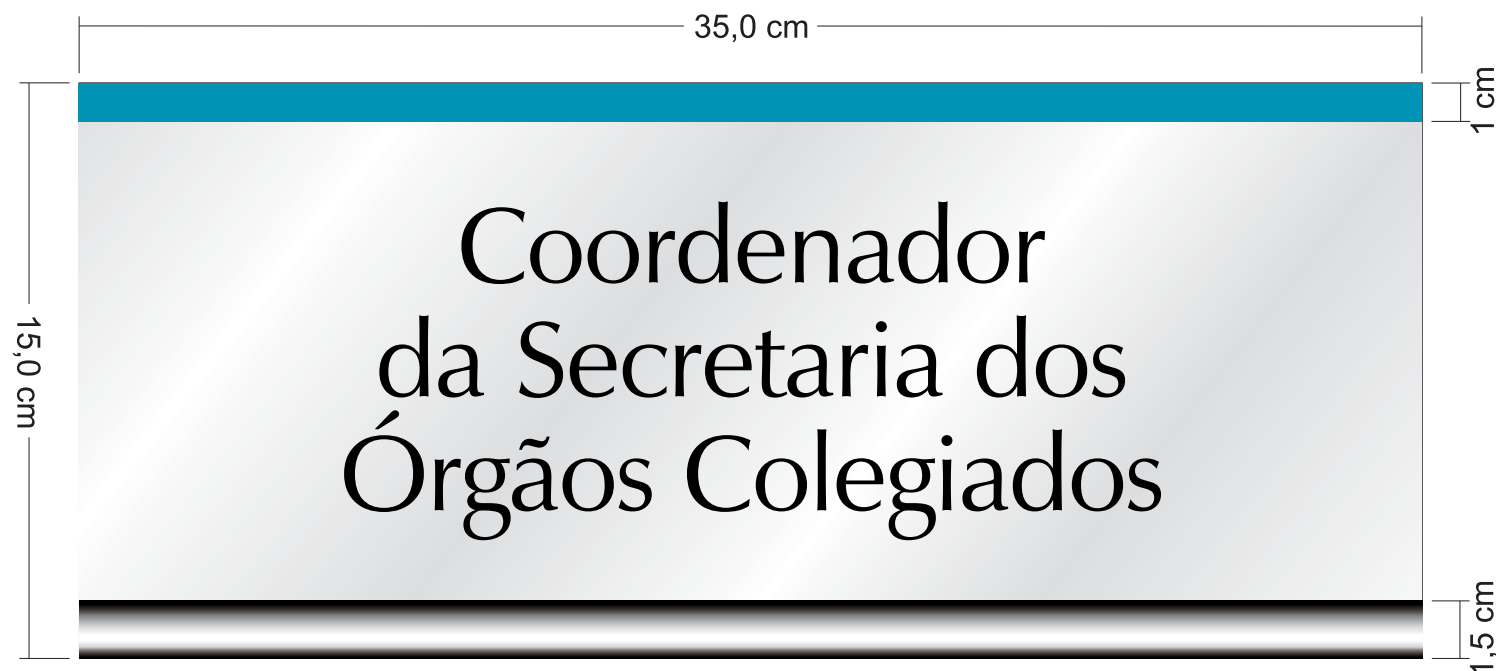 35,0 cm
1 cm
Coordenador
da Secretaria dos
Órgãos Colegiados
15,0 cm
1,5 cm